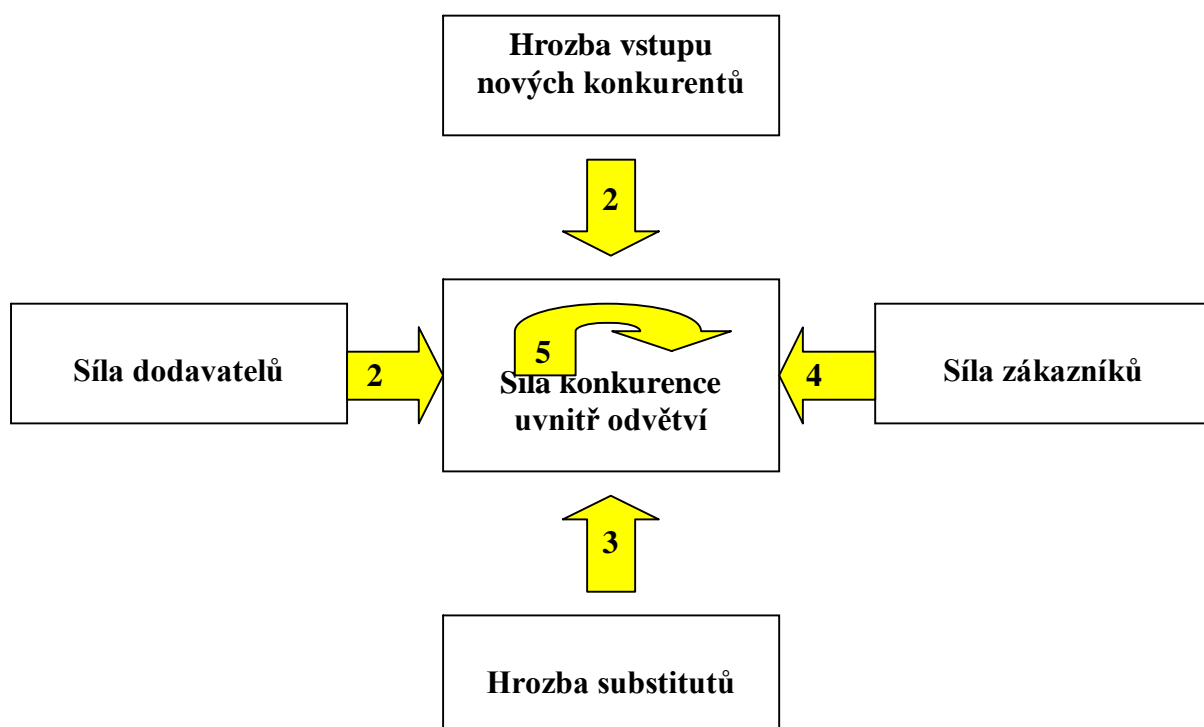 Hrozba vstupu
nových konkurentů
2
Síla dodavatelů
2
5
Síla konkurence
uvnitř odvětví
4
Síla zákazníků
3
Hrozba substitutů